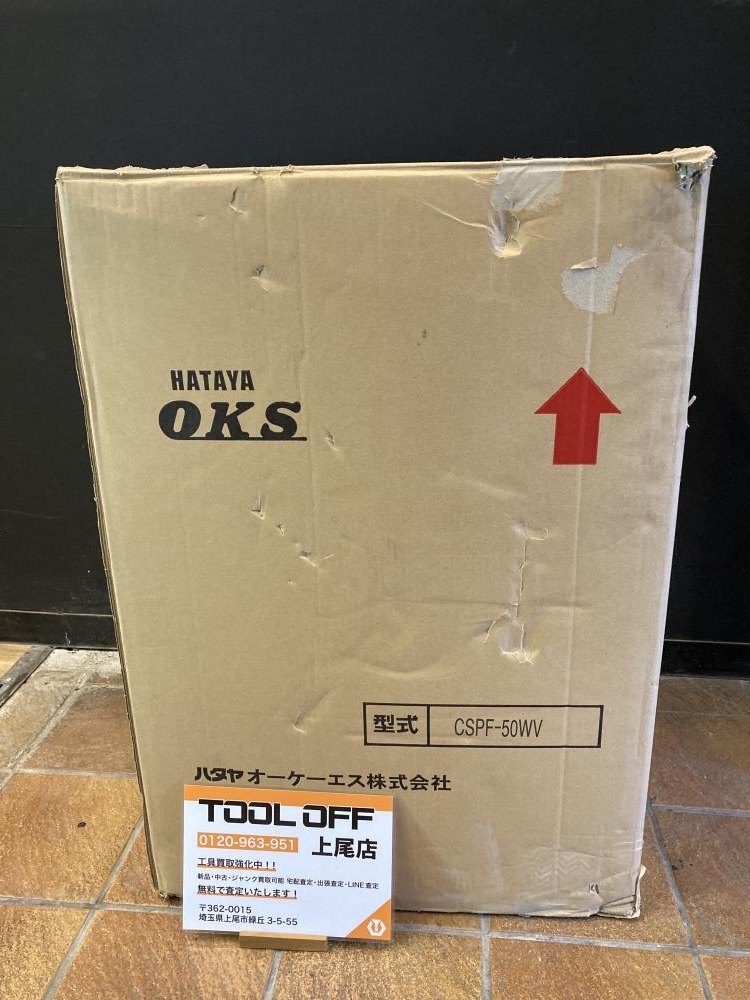 HATAYA
OKS
型式 CSPF-50WV
ハタヤオーケーエス株式会社
TOOL OFF
0120-963-951 上尾店
工具買取強化中!!
新品・中古・ジャンク買取可能 宅配査定・出張査定・LINE査定
無料で査定いたします!
〒362-0015
埼玉県上尾市緑丘 3-5-55